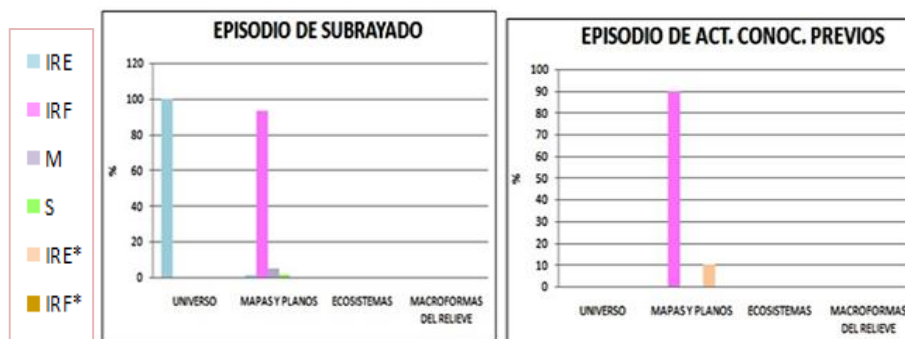 IRE
IRF
M
S
IRE*
IRF*
EPISODIO DE SUBRAYADO
120
100
80
60
40
20
0
%
UNIVERSO
MAPAS Y PLANOS
ECOSISTEMAS
MACROFORMAS
DEL RELIEVE
EPISODIO DE ACT. CONOC. PREVIOS
100
90
80
70
60
50
40
30
20
10
0
%
UNIVERSO
MAPAS Y PLANOS
ECOSISTEMAS
MACROFORMAS
DEL RELIEVE